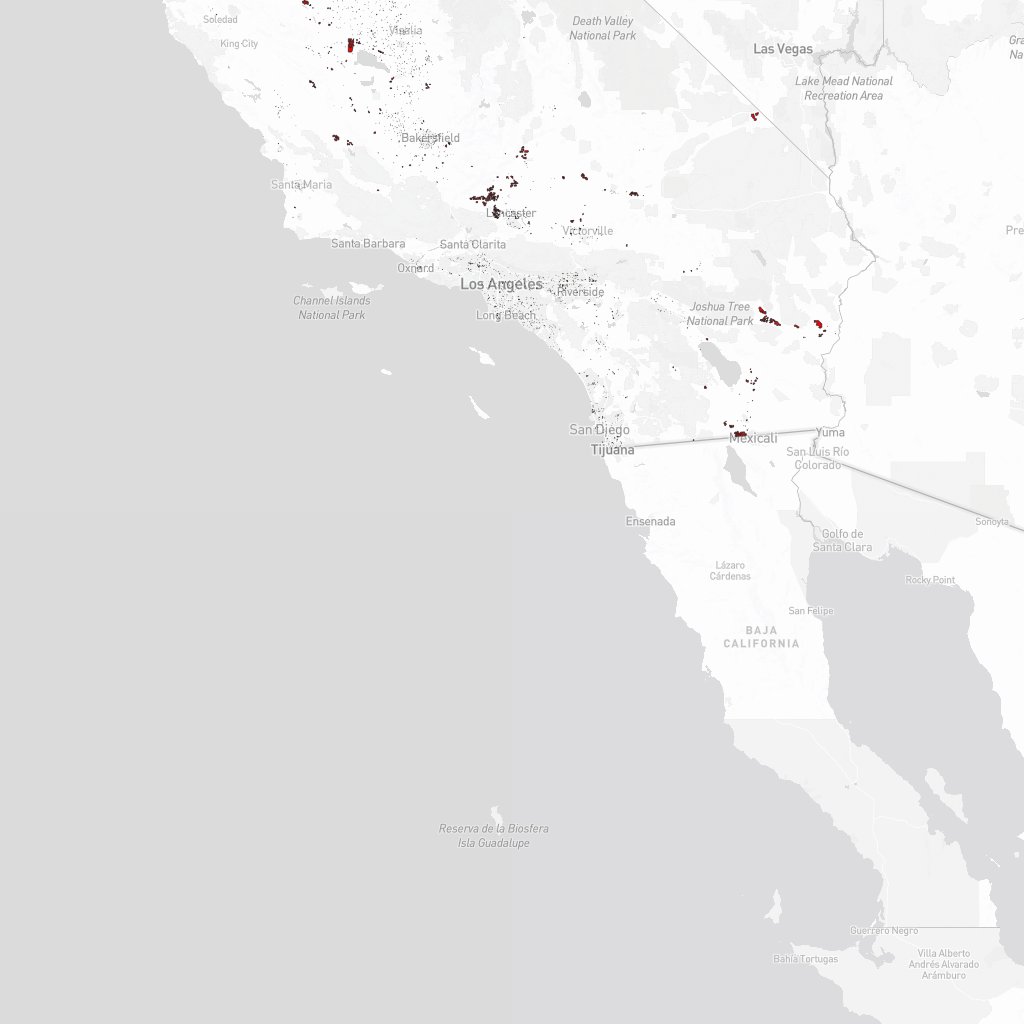 Soledad
King City
Visalia
Death Valley
National Park
Las Vegas
Lake Mead National
Recreation Area
Gra
Na
Bakersfield
Santa Maria
Lancaster
Victorville
Pre
Santa Barbara
Santa Clarita
Oxnard
Los Angeles
Riverside
Channel Islands
National Park
Long Beach
Joshua Tree
National Park
San Diego
Tijuana
Mexicali
Yuma
San Luis Río
Colorado
Ensenada
Sonoyta
Golfo de
Santa Clara
Lázaro
Cárdenas
Rocky Point
San Felipe
BAJA
CALIFORNIA
Reserva de la Biosfera
Isla Guadalupe
Guerrero Negro
Bahía Tortugas
Villa Alberto
Andrés Alvarado
Arámburo